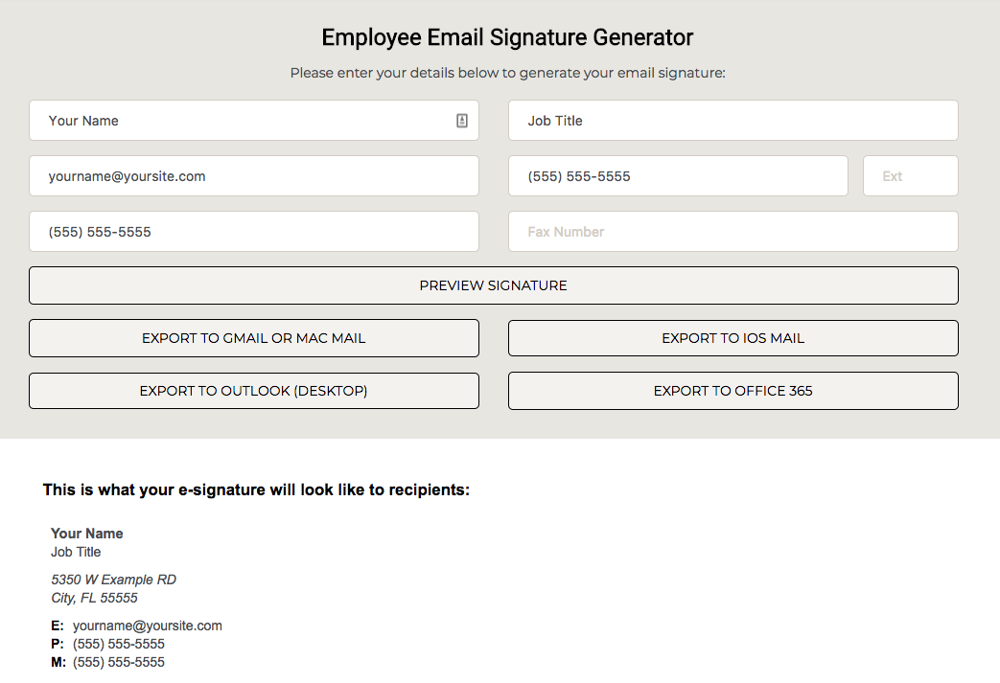 Employee Email Signature Generator
Please enter your details below to generate your email signature:
Your Name
Job Title
yourname@yoursite.com
(555) 555-5555
Ext
(555) 555-5555
Fax Number
PREVIEW SIGNATURE
EXPORT TO GMAIL OR MAC MAIL
EXPORT TO IOS MAIL
EXPORT TO OUTLOOK (DESKTOP)
EXPORT TO OFFICE 365
This is what your e-signature will look like to recipients:
Your Name
Job Title
5350 W Example RD
City, FL 55555
E: yourname@yoursite.com
P: (555) 555-5555
M: (555) 555-5555